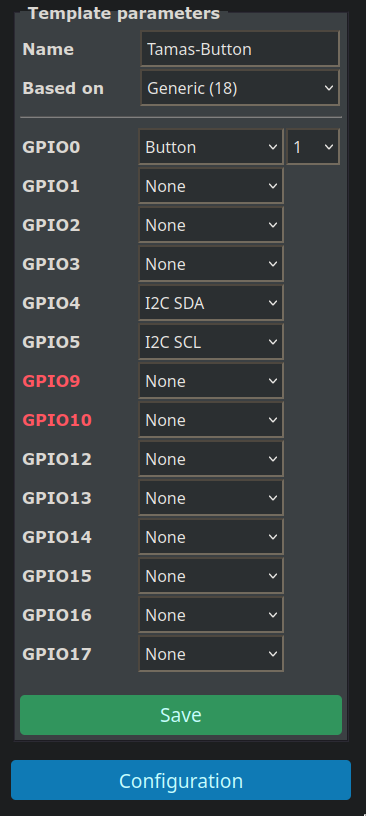 Template parameters
Name Tamas-Button
Based on Generic (18)
GPIO0 Button 1
GPIO1 None
GPIO2 None
GPIO3 None
GPIO4 I2C SDA
GPIO5 I2C SCL
GPIO9 None
GPIO10 None
GPIO12 None
GPIO13 None
GPIO14 None
GPIO15 None
GPIO16 None
GPIO17 None
Save
Configuration